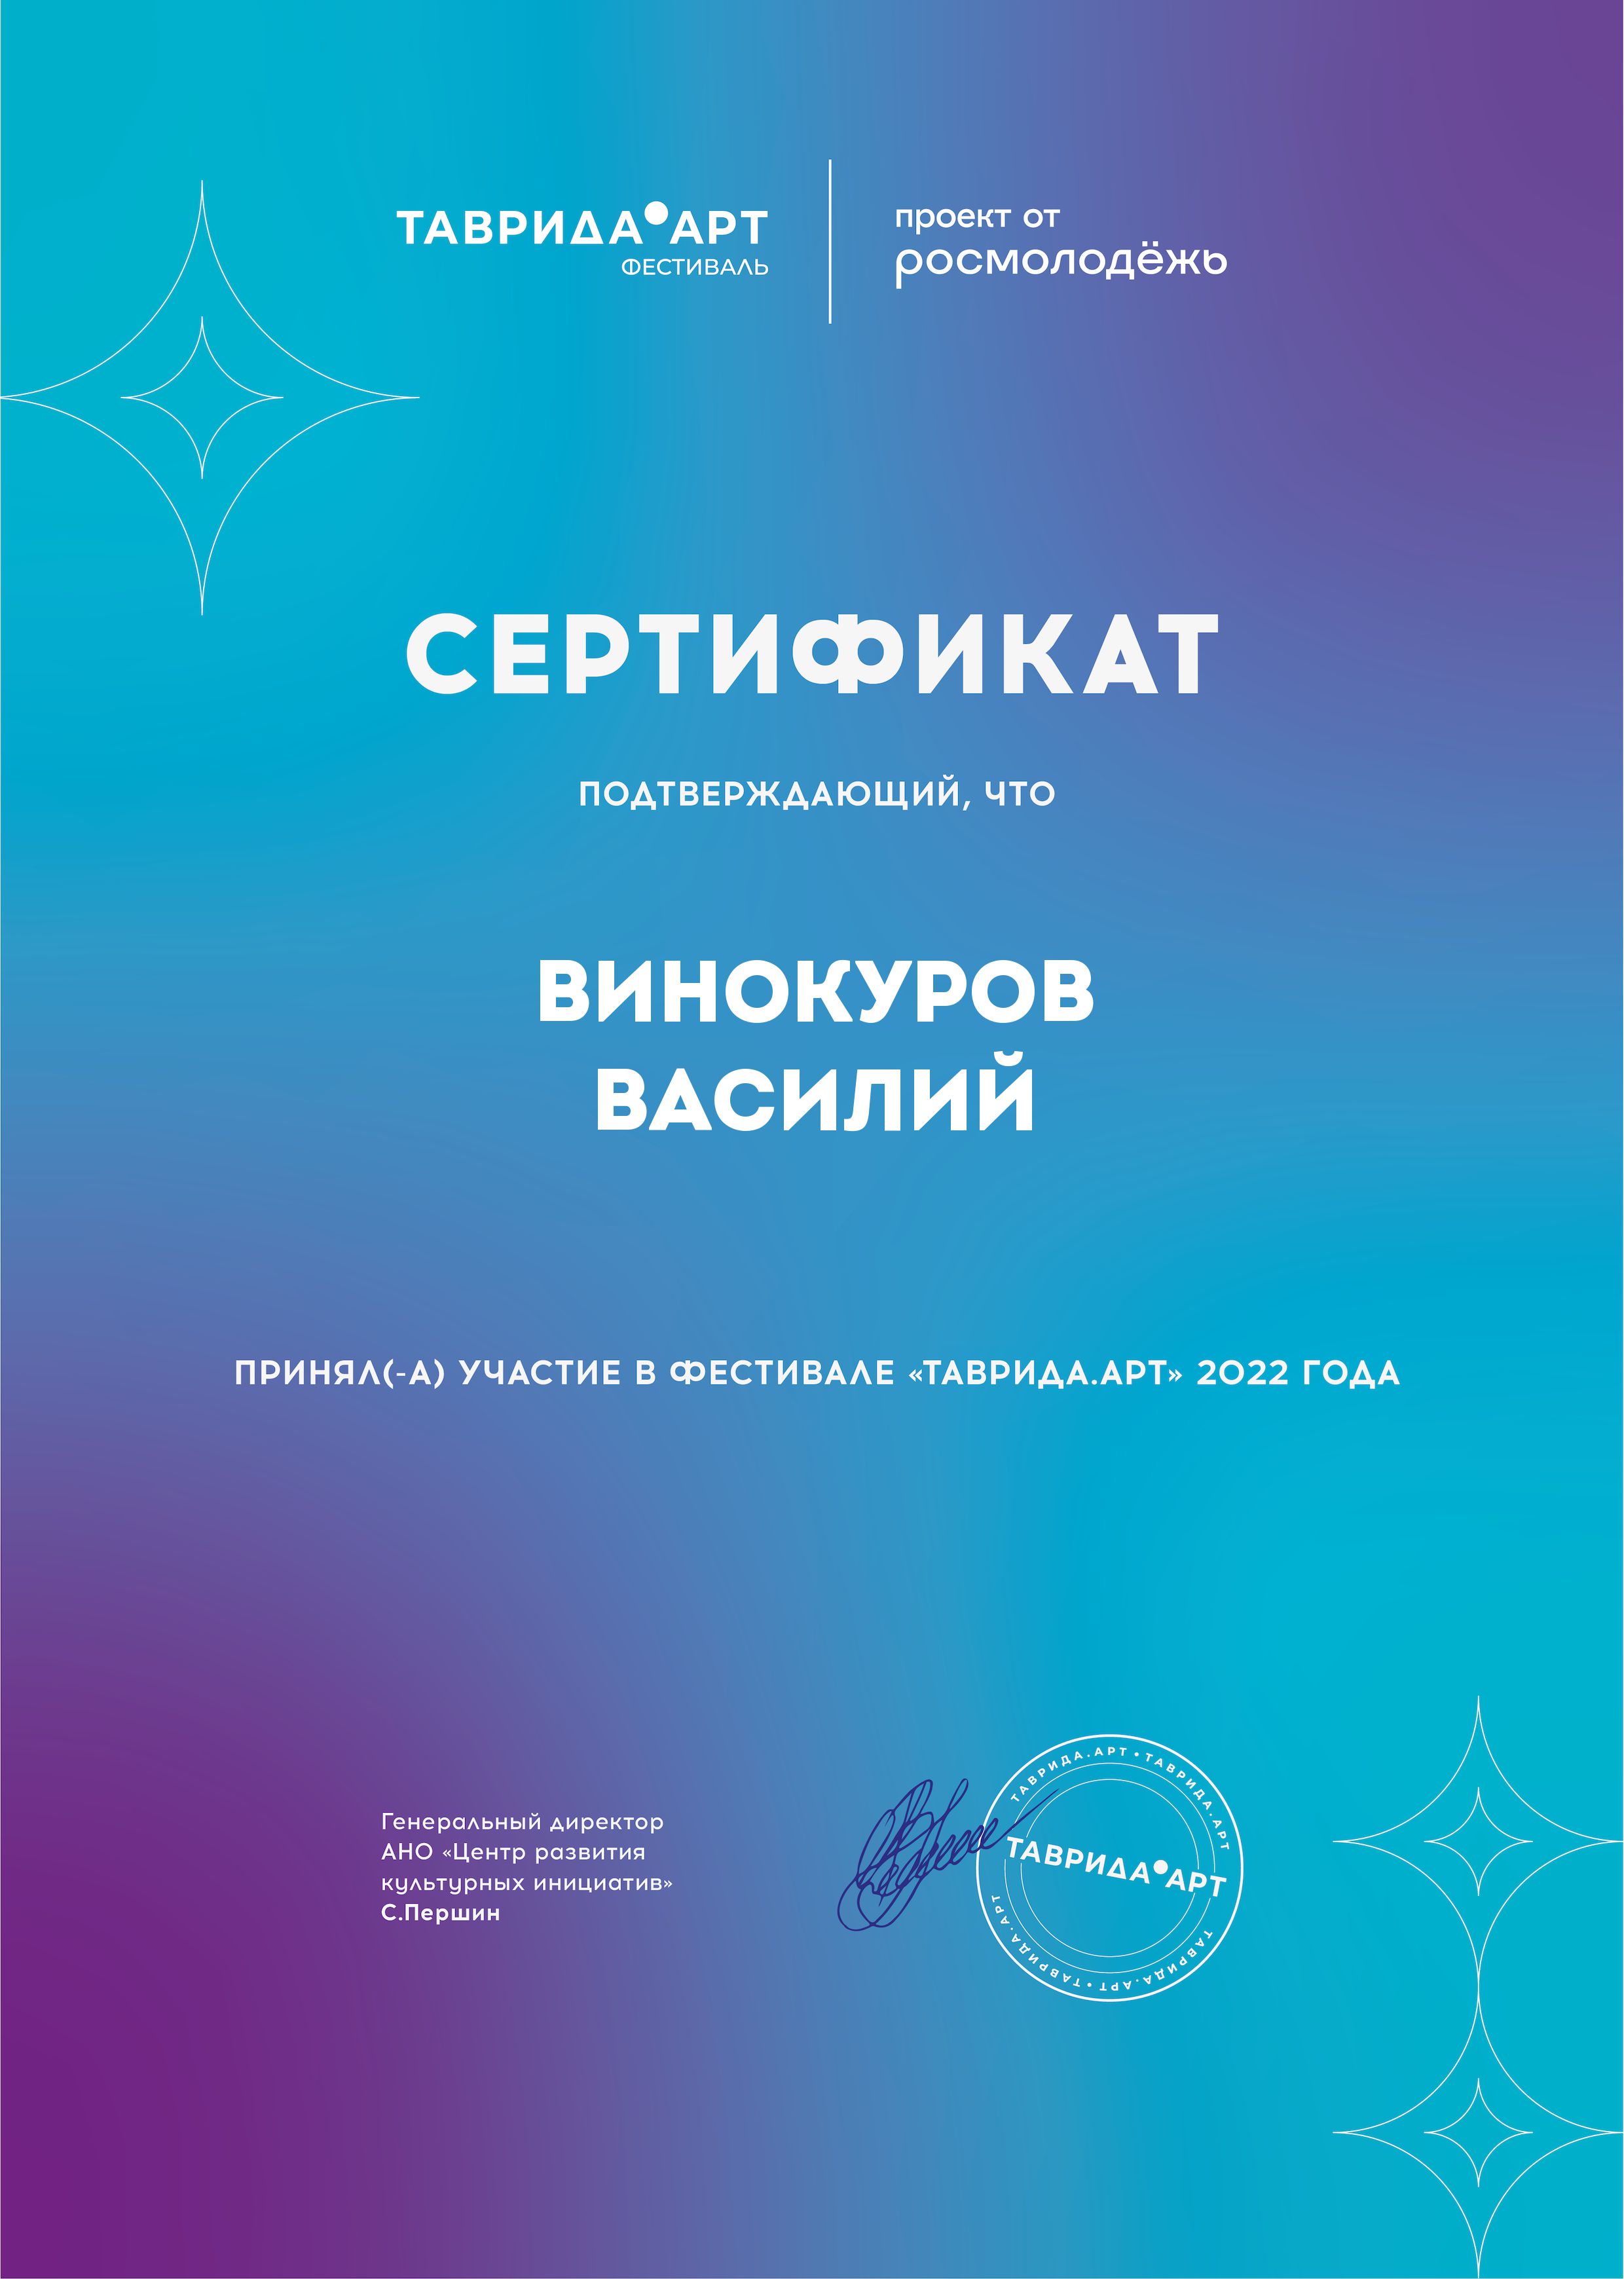 ТАВРИДА•АРТ
ФЕСТИВАЛЬ
проект от
росмолодёжь
СЕРТИФИКАТ
ПОДТВЕРЖДАЮЩИЙ, ЧТО
ВИНОКУРОВ
ВАСИЛИЙ
ПРИНЯЛ(-А) УЧАСТИЕ В ФЕСТИВАЛЕ «ТАВРИДА.АРТ» 2022 ГОДА
Генеральный директор
АНО «Центр развития
культурных инициатив»
С.Першин
ТАВРИДА.АРТ • ТАВРИДА.АРТ
ТАВРИДА•АРТ
ТАВРИДА.АРТ • ТАВРИДА.АРТ